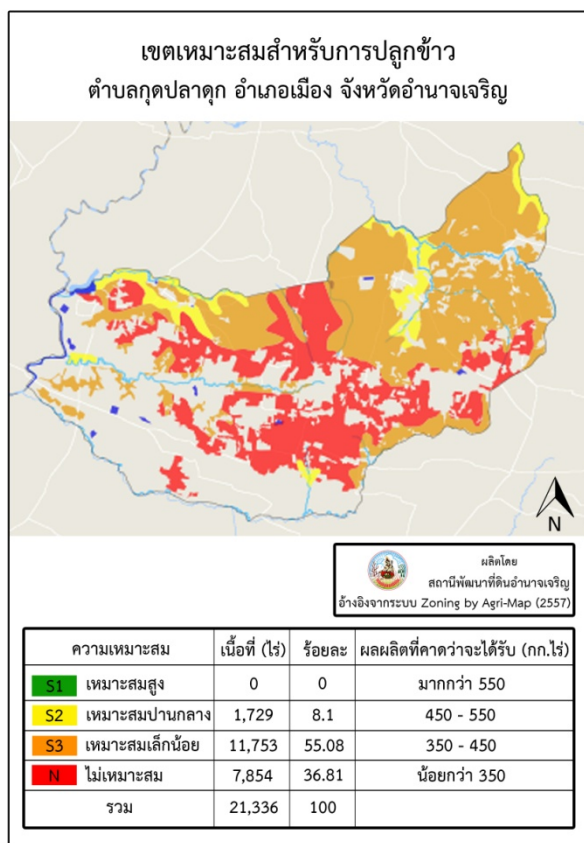 เขตเหมาะสมสำหรับการปลูกข้าว
ตำบลกุดปลาดุก อำเภอเมือง จังหวัดอำนาจเจริญ
N
ผลิตโดย
สถานีพัฒนาที่ดินอำนาจเจริญ
อ้างอิงจากระบบ Zoning by Agri-Map (2557)
ความเหมาะสม เนื้อที่ (ไร่) ร้อยละ ผลผลิตที่คาดว่าจะได้รับ (กก.ไร่)
S1 เหมาะสมสูง 0 0 มากกว่า 550
S2 เหมาะสมปานกลาง 1,729 8.1 450 - 550
S3 เหมาะสมเล็กน้อย 11,753 55.08 350 - 450
N ไม่เหมาะสม 7,854 36.81 น้อยกว่า 350
รวม 21,336 100